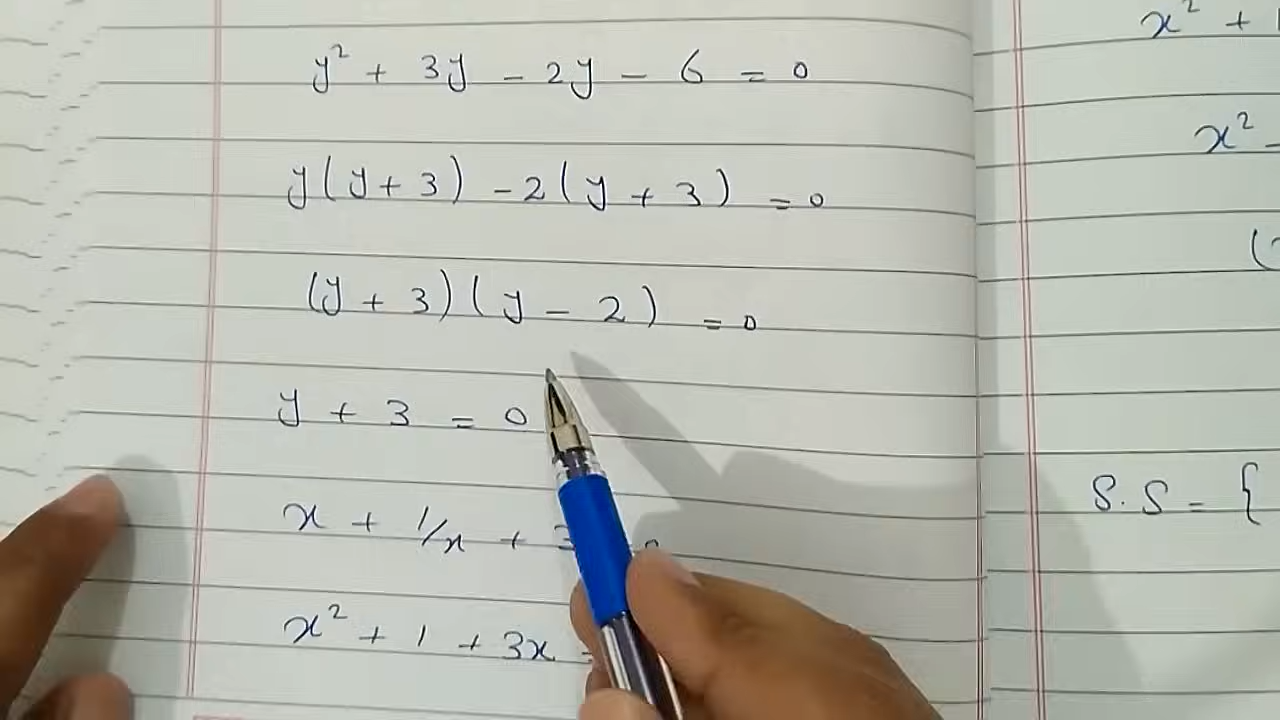 y² + 3y - 2y - 6 = 0
y(y+3) -2(y+3) = 0
(y+3)(y-2) = 0
y + 3 = 0
x + 1/x +
x² + 1 + 3x
x² +
x² -
S.S = {